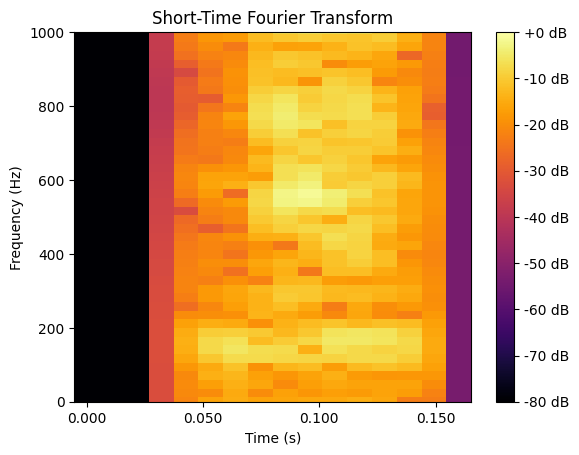 Short-Time Fourier Transform
1000
800
600
400
200
0
Frequency (Hz)
0.000
0.050
0.100
0.150
Time (s)
+0 dB
-10 dB
-20 dB
-30 dB
-40 dB
-50 dB
-60 dB
-70 dB
-80 dB